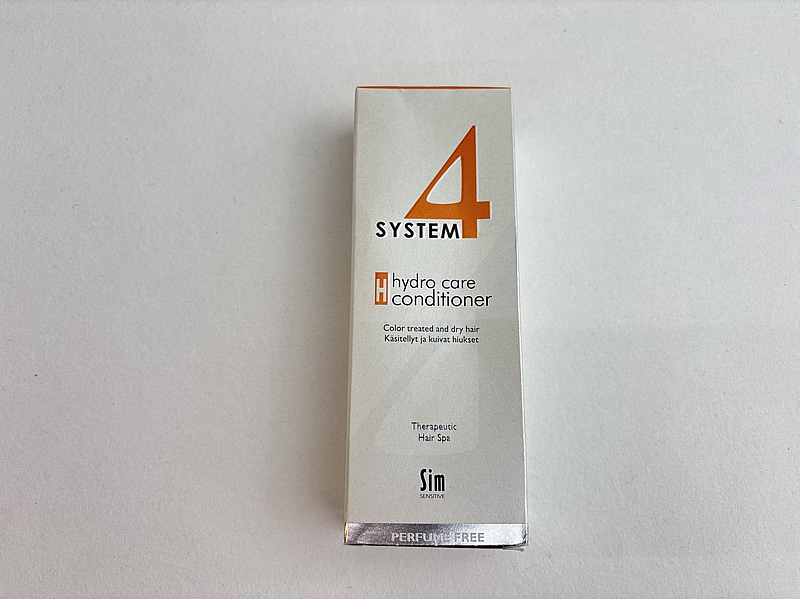 4
SYSTEM
H hydro care
conditioner
Color treated and dry hair
Käsitellyt ja kuivat hiukset
Therapeutic
Hair Spa
Sim
SENSITIVE
PERFUME FREE